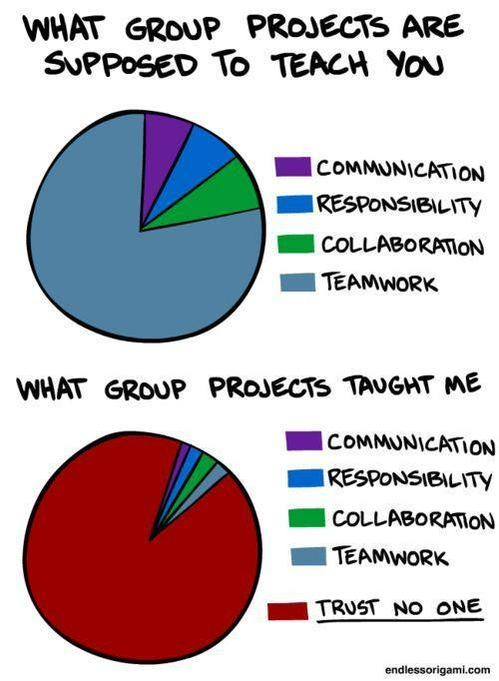 WHAT GROUP PROJECTS ARE
SUPPOSED TO TEACH YOU
COMMUNICATION
RESPONSIBILITY
COLLABORATION
TEAMWORK
WHAT GROUP PROJECTS TAUGHT ME
COMMUNICATION
RESPONSIBILITY
COLLABORATION
TEAMWORK
TRUST NO ONE
endlessorigami.com